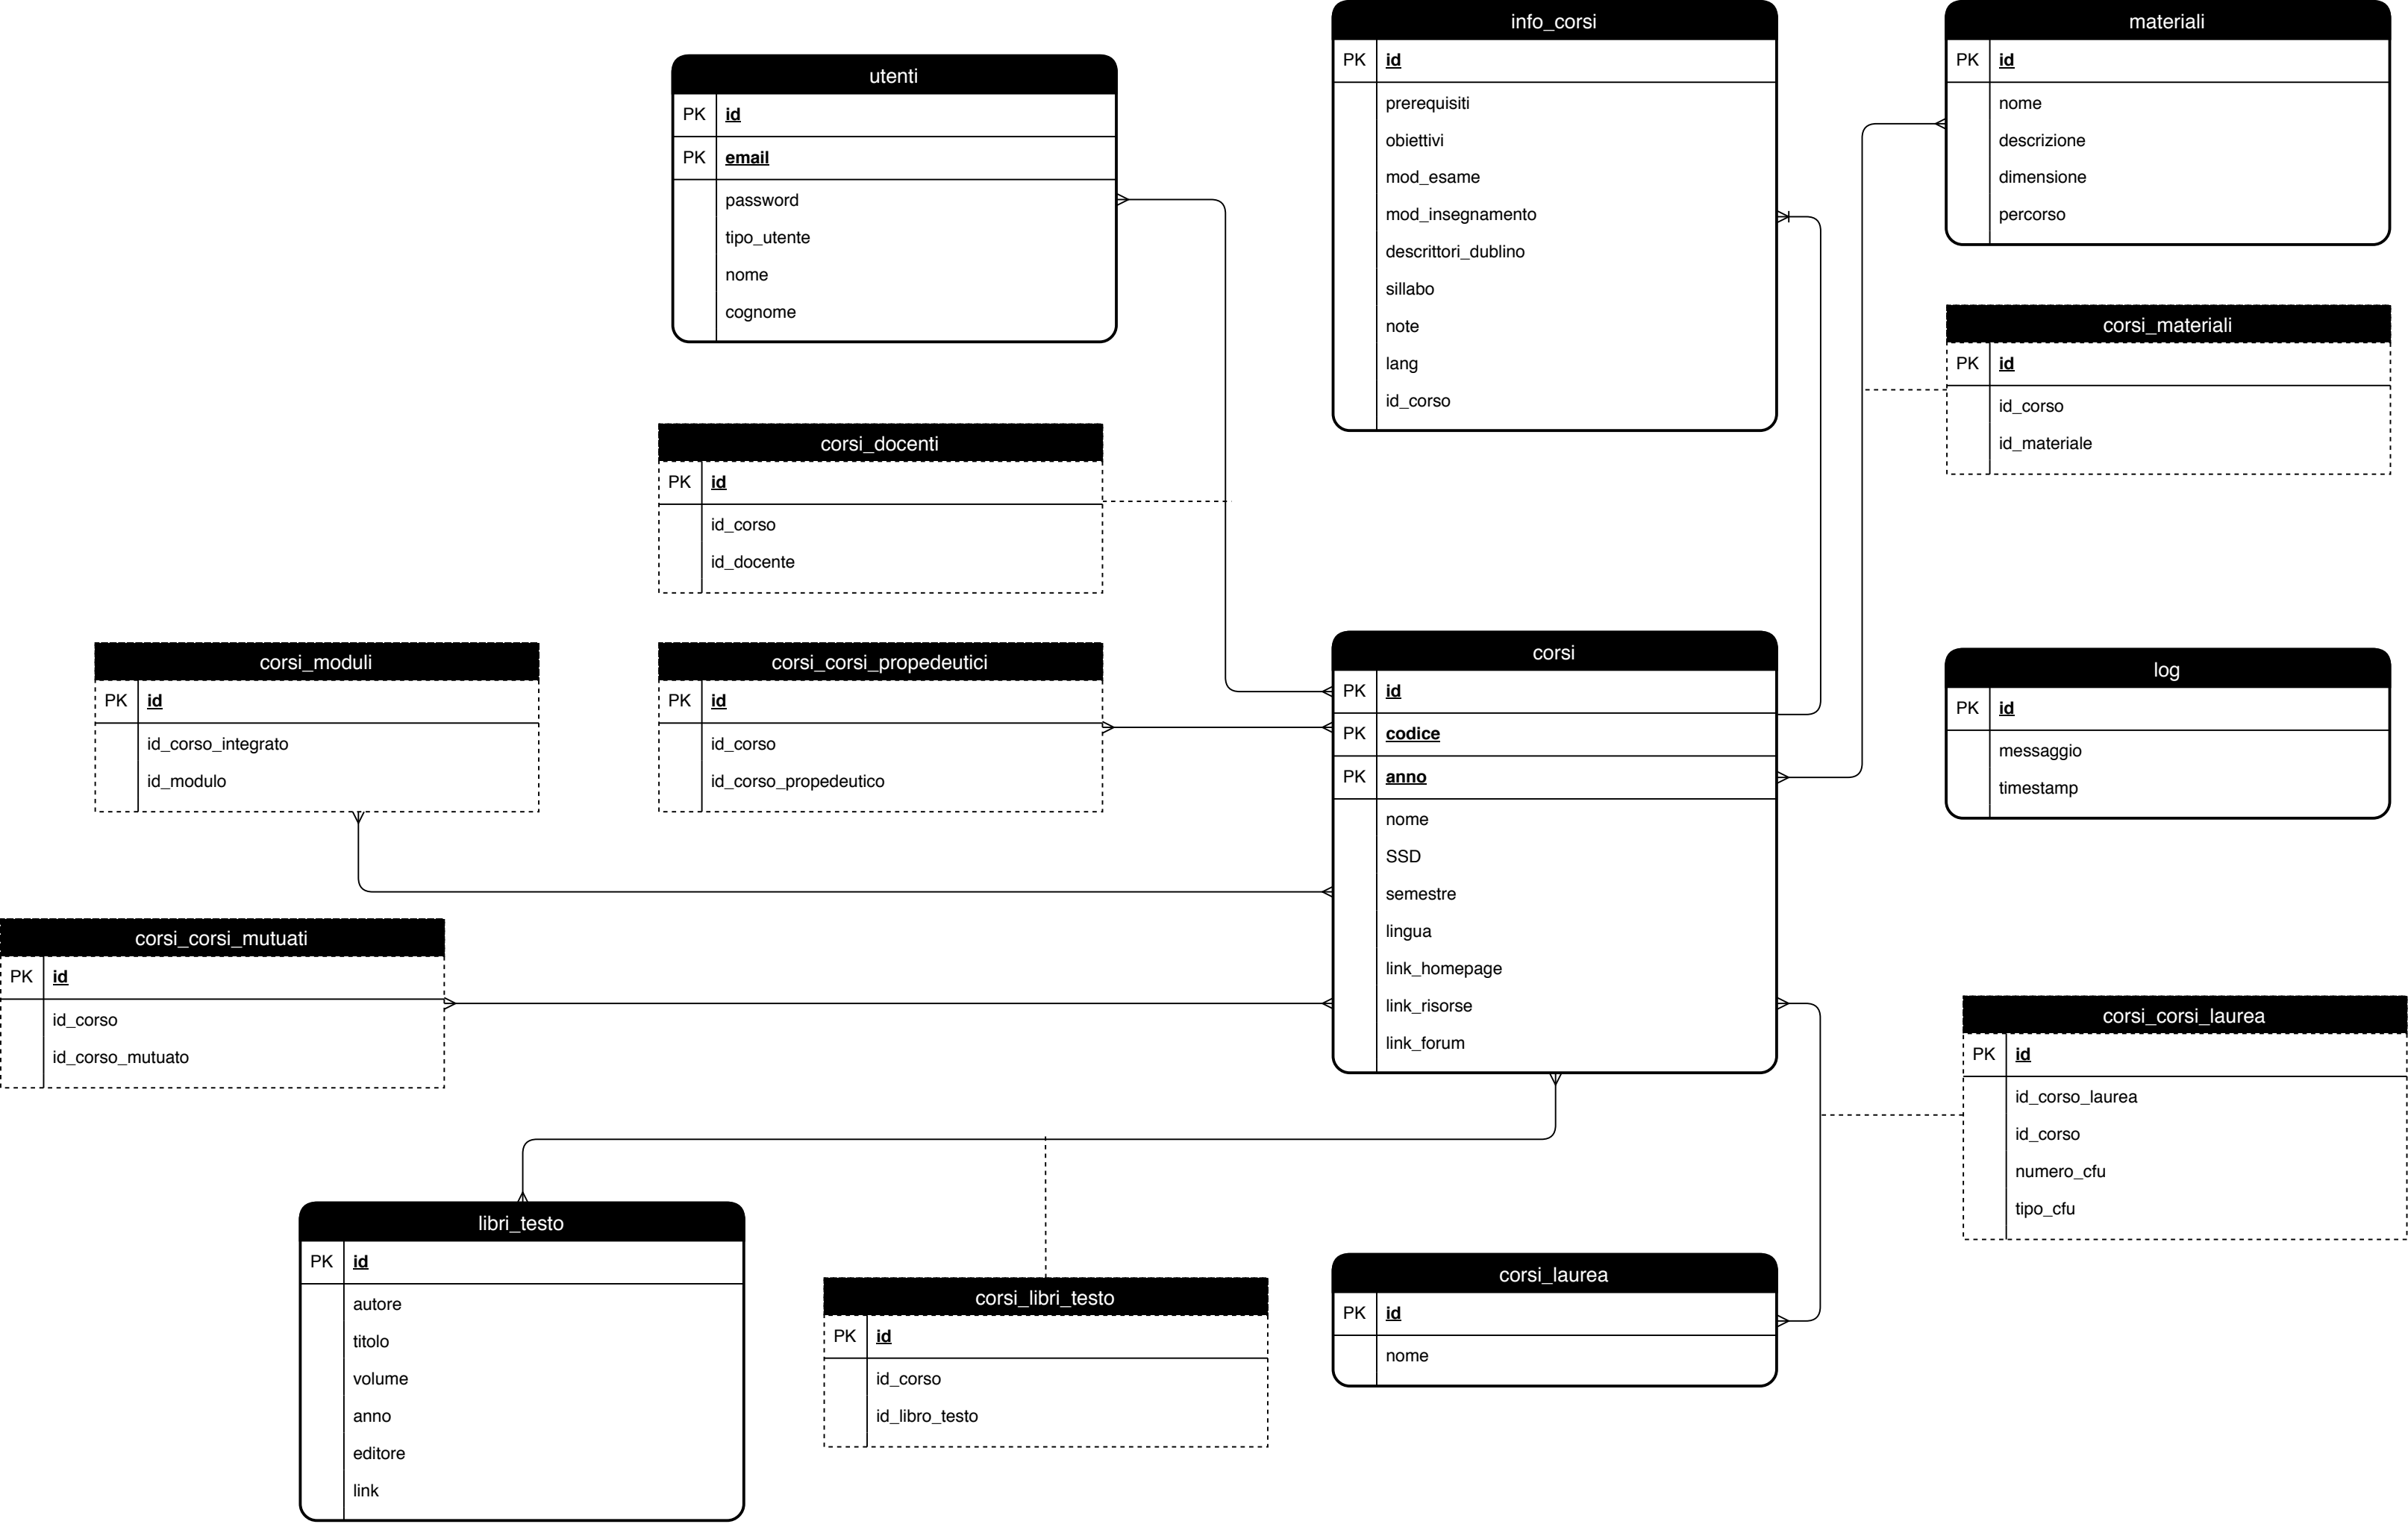 utenti
PK id
PK email
password
tipo_utente
nome
cognome
info_corsi
PK id
prerequisiti
obiettivi
mod_esame
mod_insegnamento
descrittori_dublino
sillabo
note
lang
id_corso
materiali
PK id
nome
descrizione
dimensione
percorso
corsi_materiali
PK id
id_corso
id_materiale
corsi_docenti
PK id
id_corso
id_docente
corsi_moduli
PK id
id_corso_integrato
id_modulo
corsi_corsi_propedeutici
PK id
id_corso
id_corso_propedeutico
corsi
PK id
PK codice
PK anno
nome
SSD
semestre
lingua
link_homepage
link_risorse
link_forum
log
PK id
messaggio
timestamp
corsi_corsi_mutuati
PK id
id_corso
id_corso_mutuato
corsi_corsi_laurea
PK id
id_corso_laurea
id_corso
numero_cfu
tipo_cfu
libri_testo
PK id
autore
titolo
volume
anno
editore
link
corsi_libri_testo
PK id
id_corso
id_libro_testo
corsi_laurea
PK id
nome